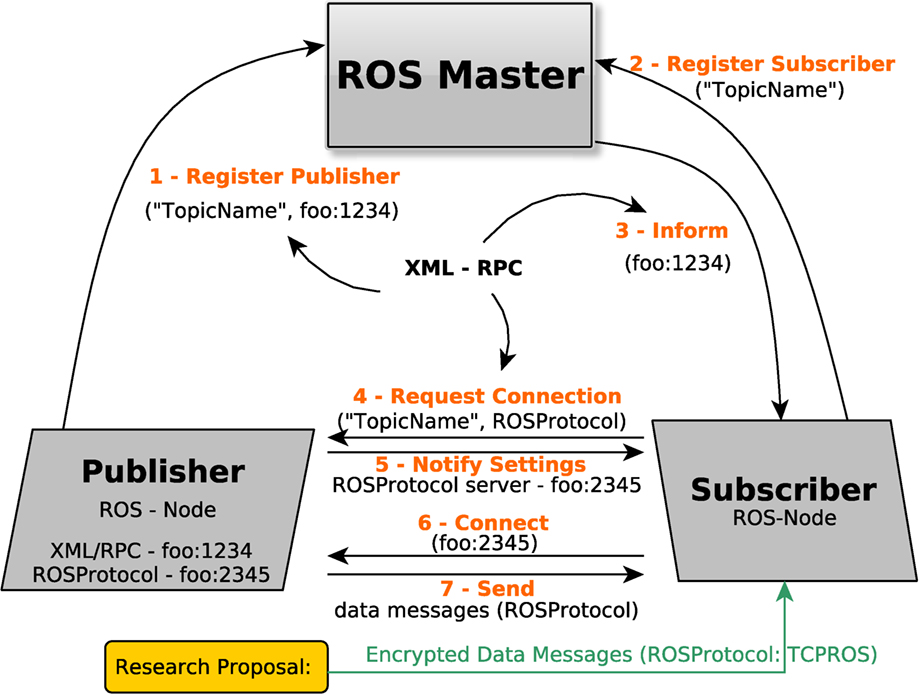 ROS Master
2 - Register Subscriber
("TopicName")
1 - Register Publisher
("TopicName", foo:1234)
3 - Inform
(foo:1234)
XML - RPC
4 - Request Connection
("TopicName", ROSProtocol)
5 - Notify Settings
ROSProtocol server - foo:2345
6 - Connect
(foo:2345)
7 - Send
data messages (ROSProtocol)
Publisher
ROS - Node
XML/RPC - foo:1234
ROSProtocol - foo:2345
Subscriber
ROS-Node
Research Proposal:
Encrypted Data Messages (ROSProtocol: TCPROS)